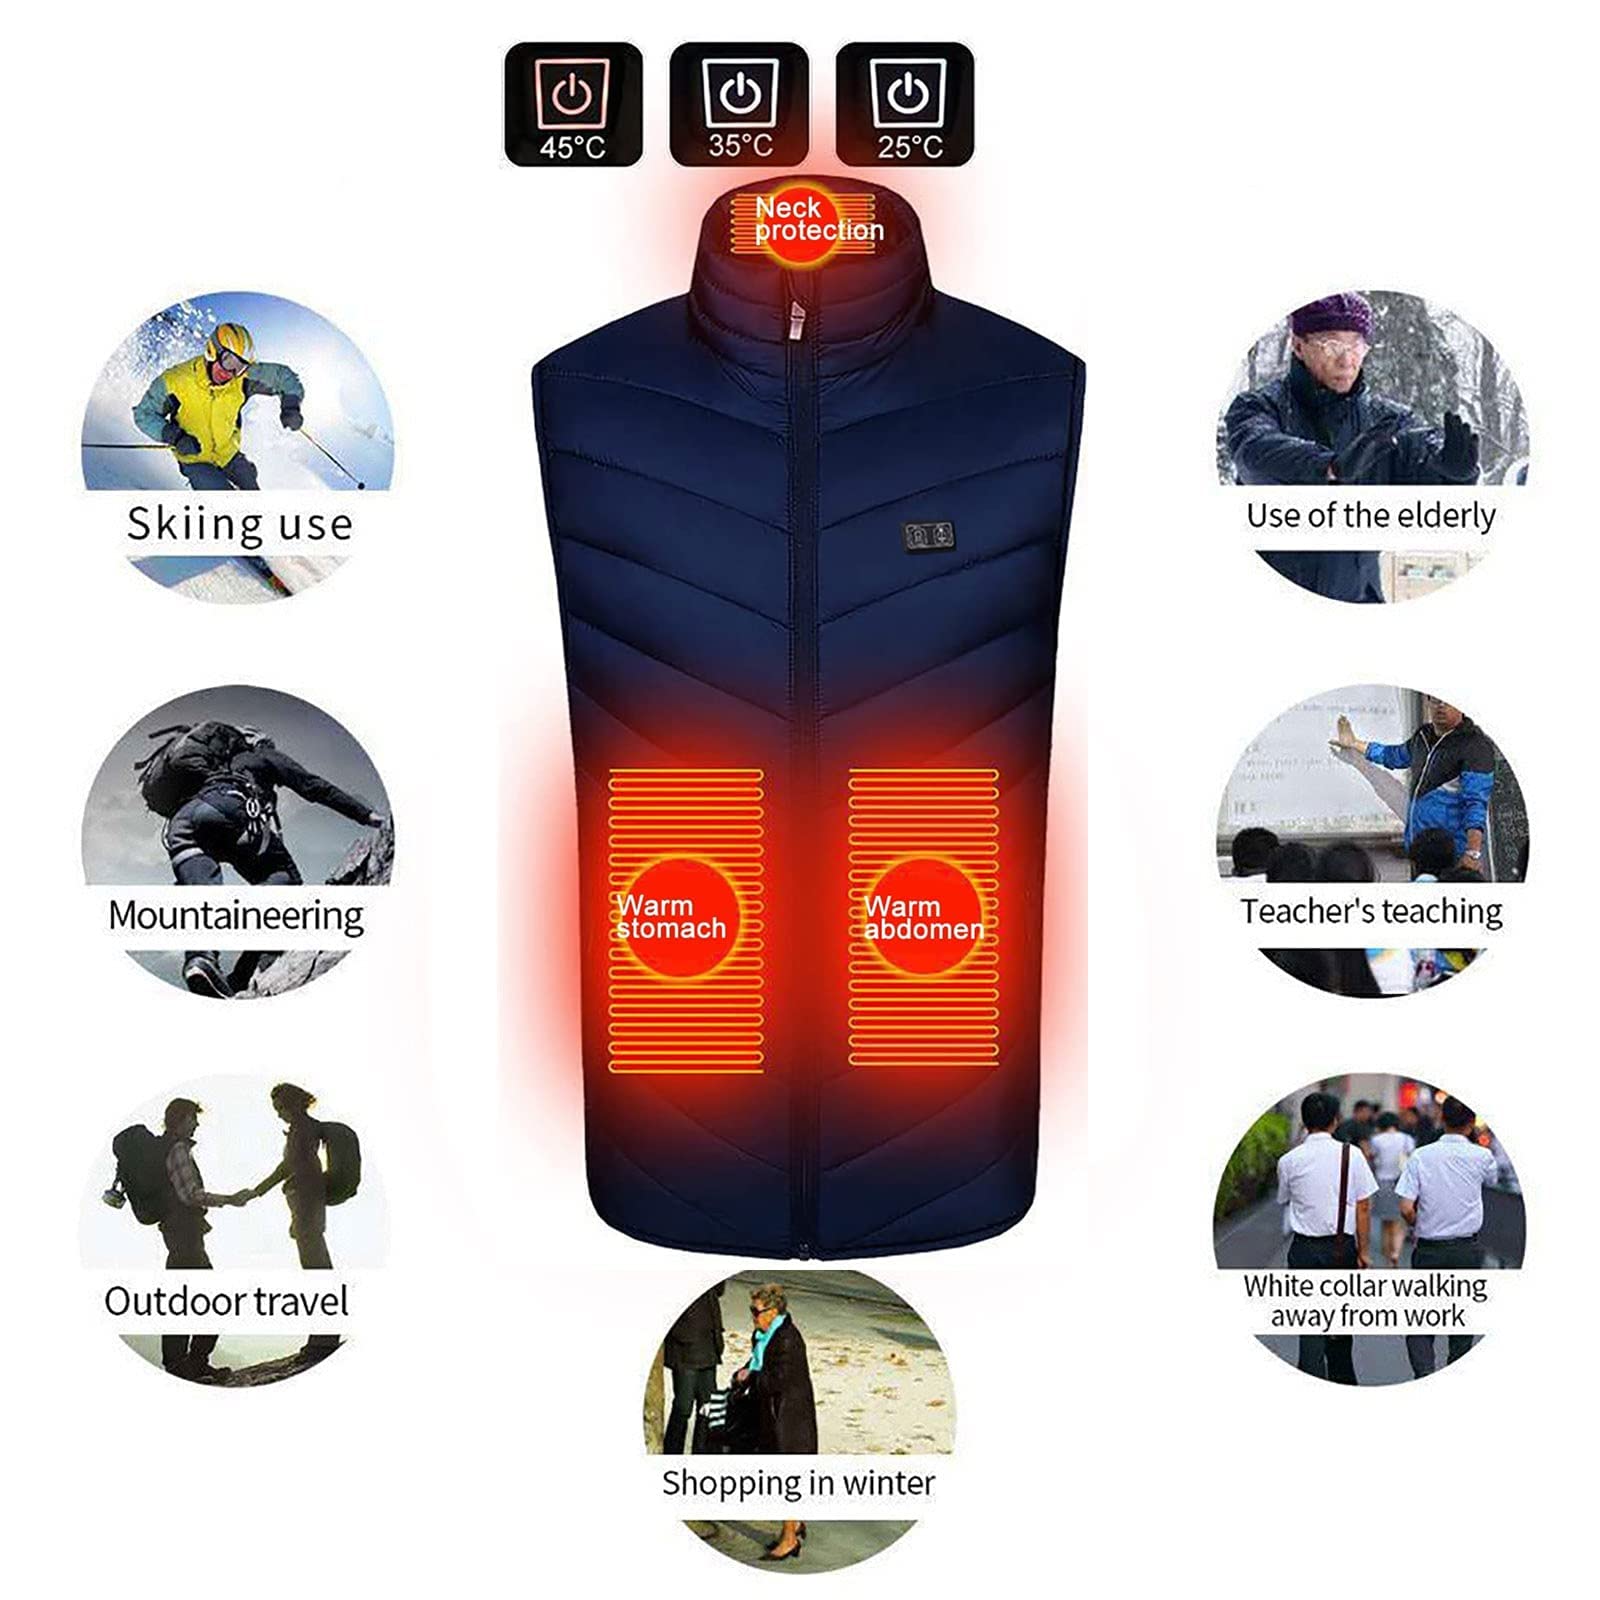 45°C
35°C
25°C
Neck
protection
Skiing use
Use of the elderly
Warm
stomach
Warm
abdomen
Mountaineering
Teacher's teaching
Outdoor travel
White collar walking
away from work
Shopping in winter